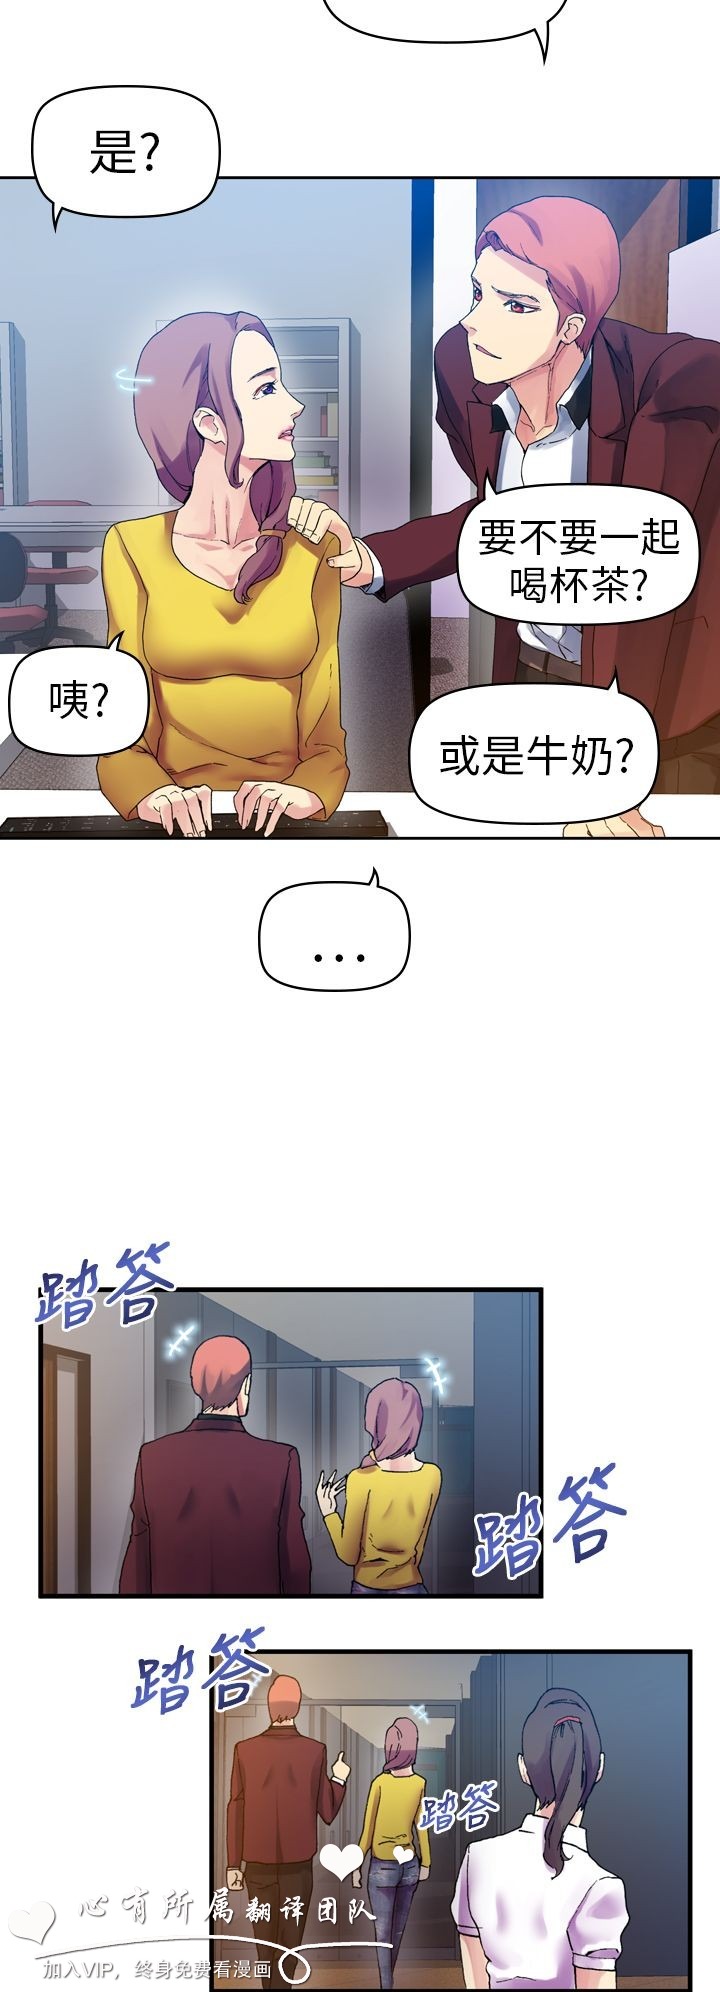 是?
要不要一起
喝杯茶?
咦?
或是牛奶?
...
踏答
踏答
踏答
踏答
心有所属翻译团队
加入VIP，终身免费看漫画